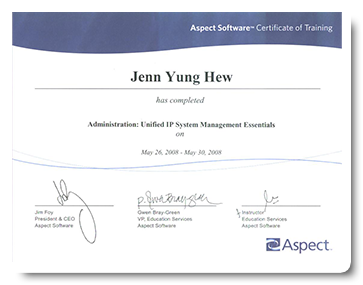 Aspect Software™ Certificate of Training
Jenn Yung Hew
has completed
Administration: Unified IP System Management Essentials
on
May 26, 2008 - May 30, 2008
Jim Foy
President & CEO
Aspect Software
Gwen Bray-Green
VP, Education Services
Aspect Software
Instructor
Education Services
Aspect Software
Aspect.